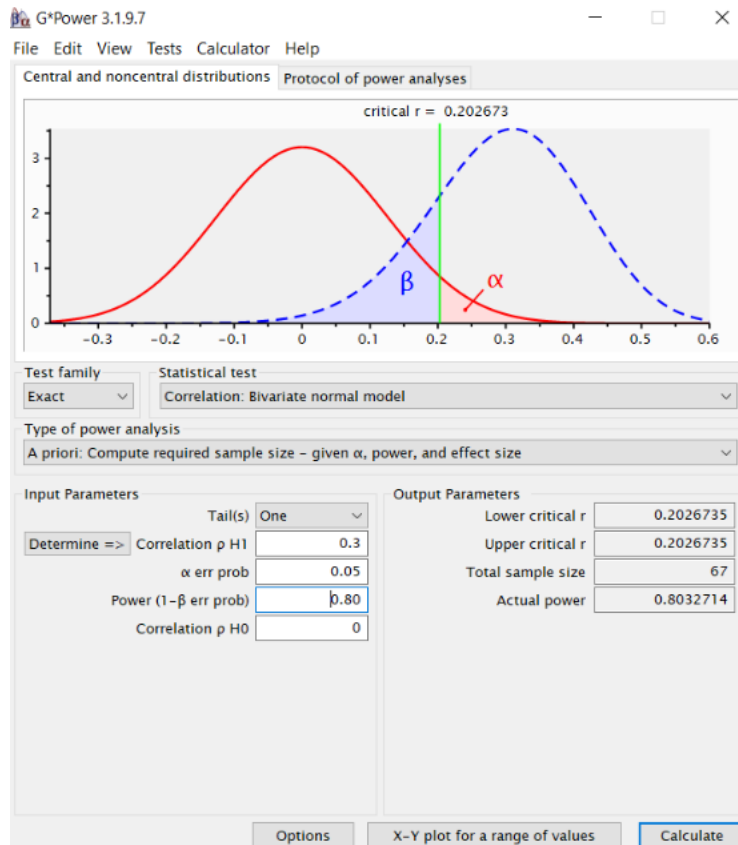 βα G*Power 3.1.9.7
File Edit View Tests Calculator Help
Central and noncentral distributions Protocol of power analyses
critical r = 0.202673
3
2
1
0
β
α
-0.3 -0.2 -0.1 0 0.1 0.2 0.3 0.4 0.5 0.6
Test family Statistical test
Exact Correlation: Bivariate normal model
Type of power analysis
A priori: Compute required sample size – given α, power, and effect size
Input Parameters
Tail(s) One
Determine => Correlation ρ H1 0.3
α err prob 0.05
Power (1-β err prob) 0.80
Correlation ρ H0 0
Output Parameters
Lower critical r 0.2026735
Upper critical r 0.2026735
Total sample size 67
Actual power 0.8032714
Options X-Y plot for a range of values Calculate